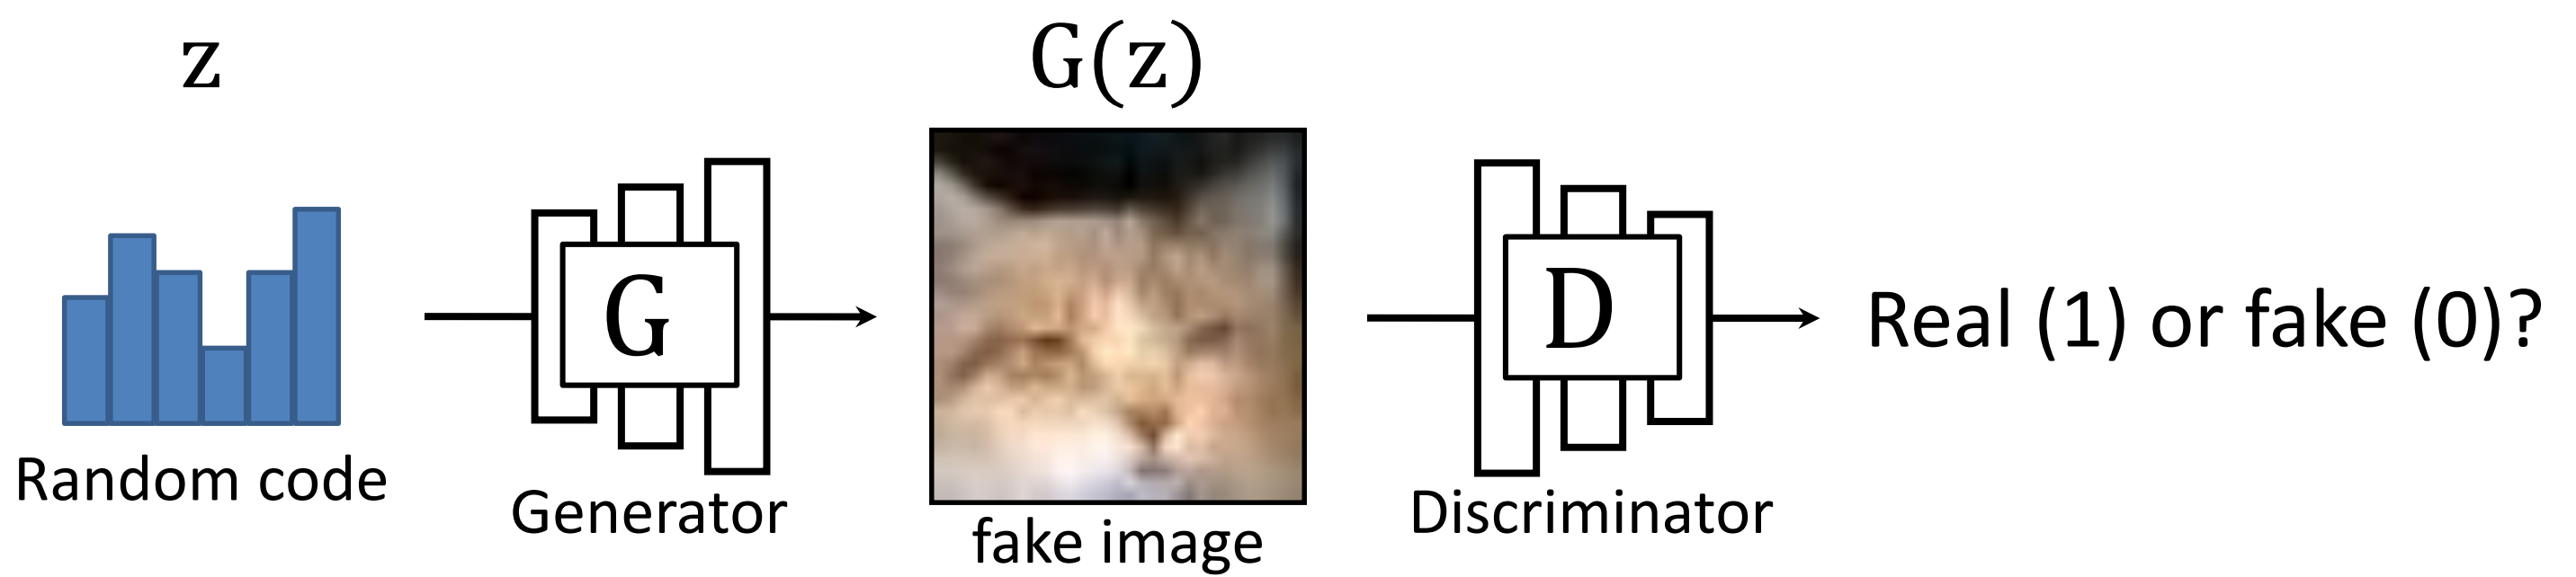 z
Random code
G
Generator
G(z)
fake image
D
Discriminator
Real (1) or fake (0)?